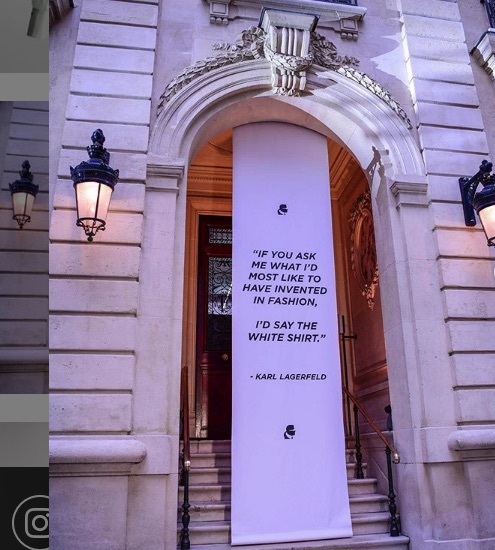 “IF YOU ASK
ME WHAT I’D
MOST LIKE TO
HAVE INVENTED
IN FASHION,
I’D SAY THE
WHITE SHIRT.”
- KARL LAGERFELD